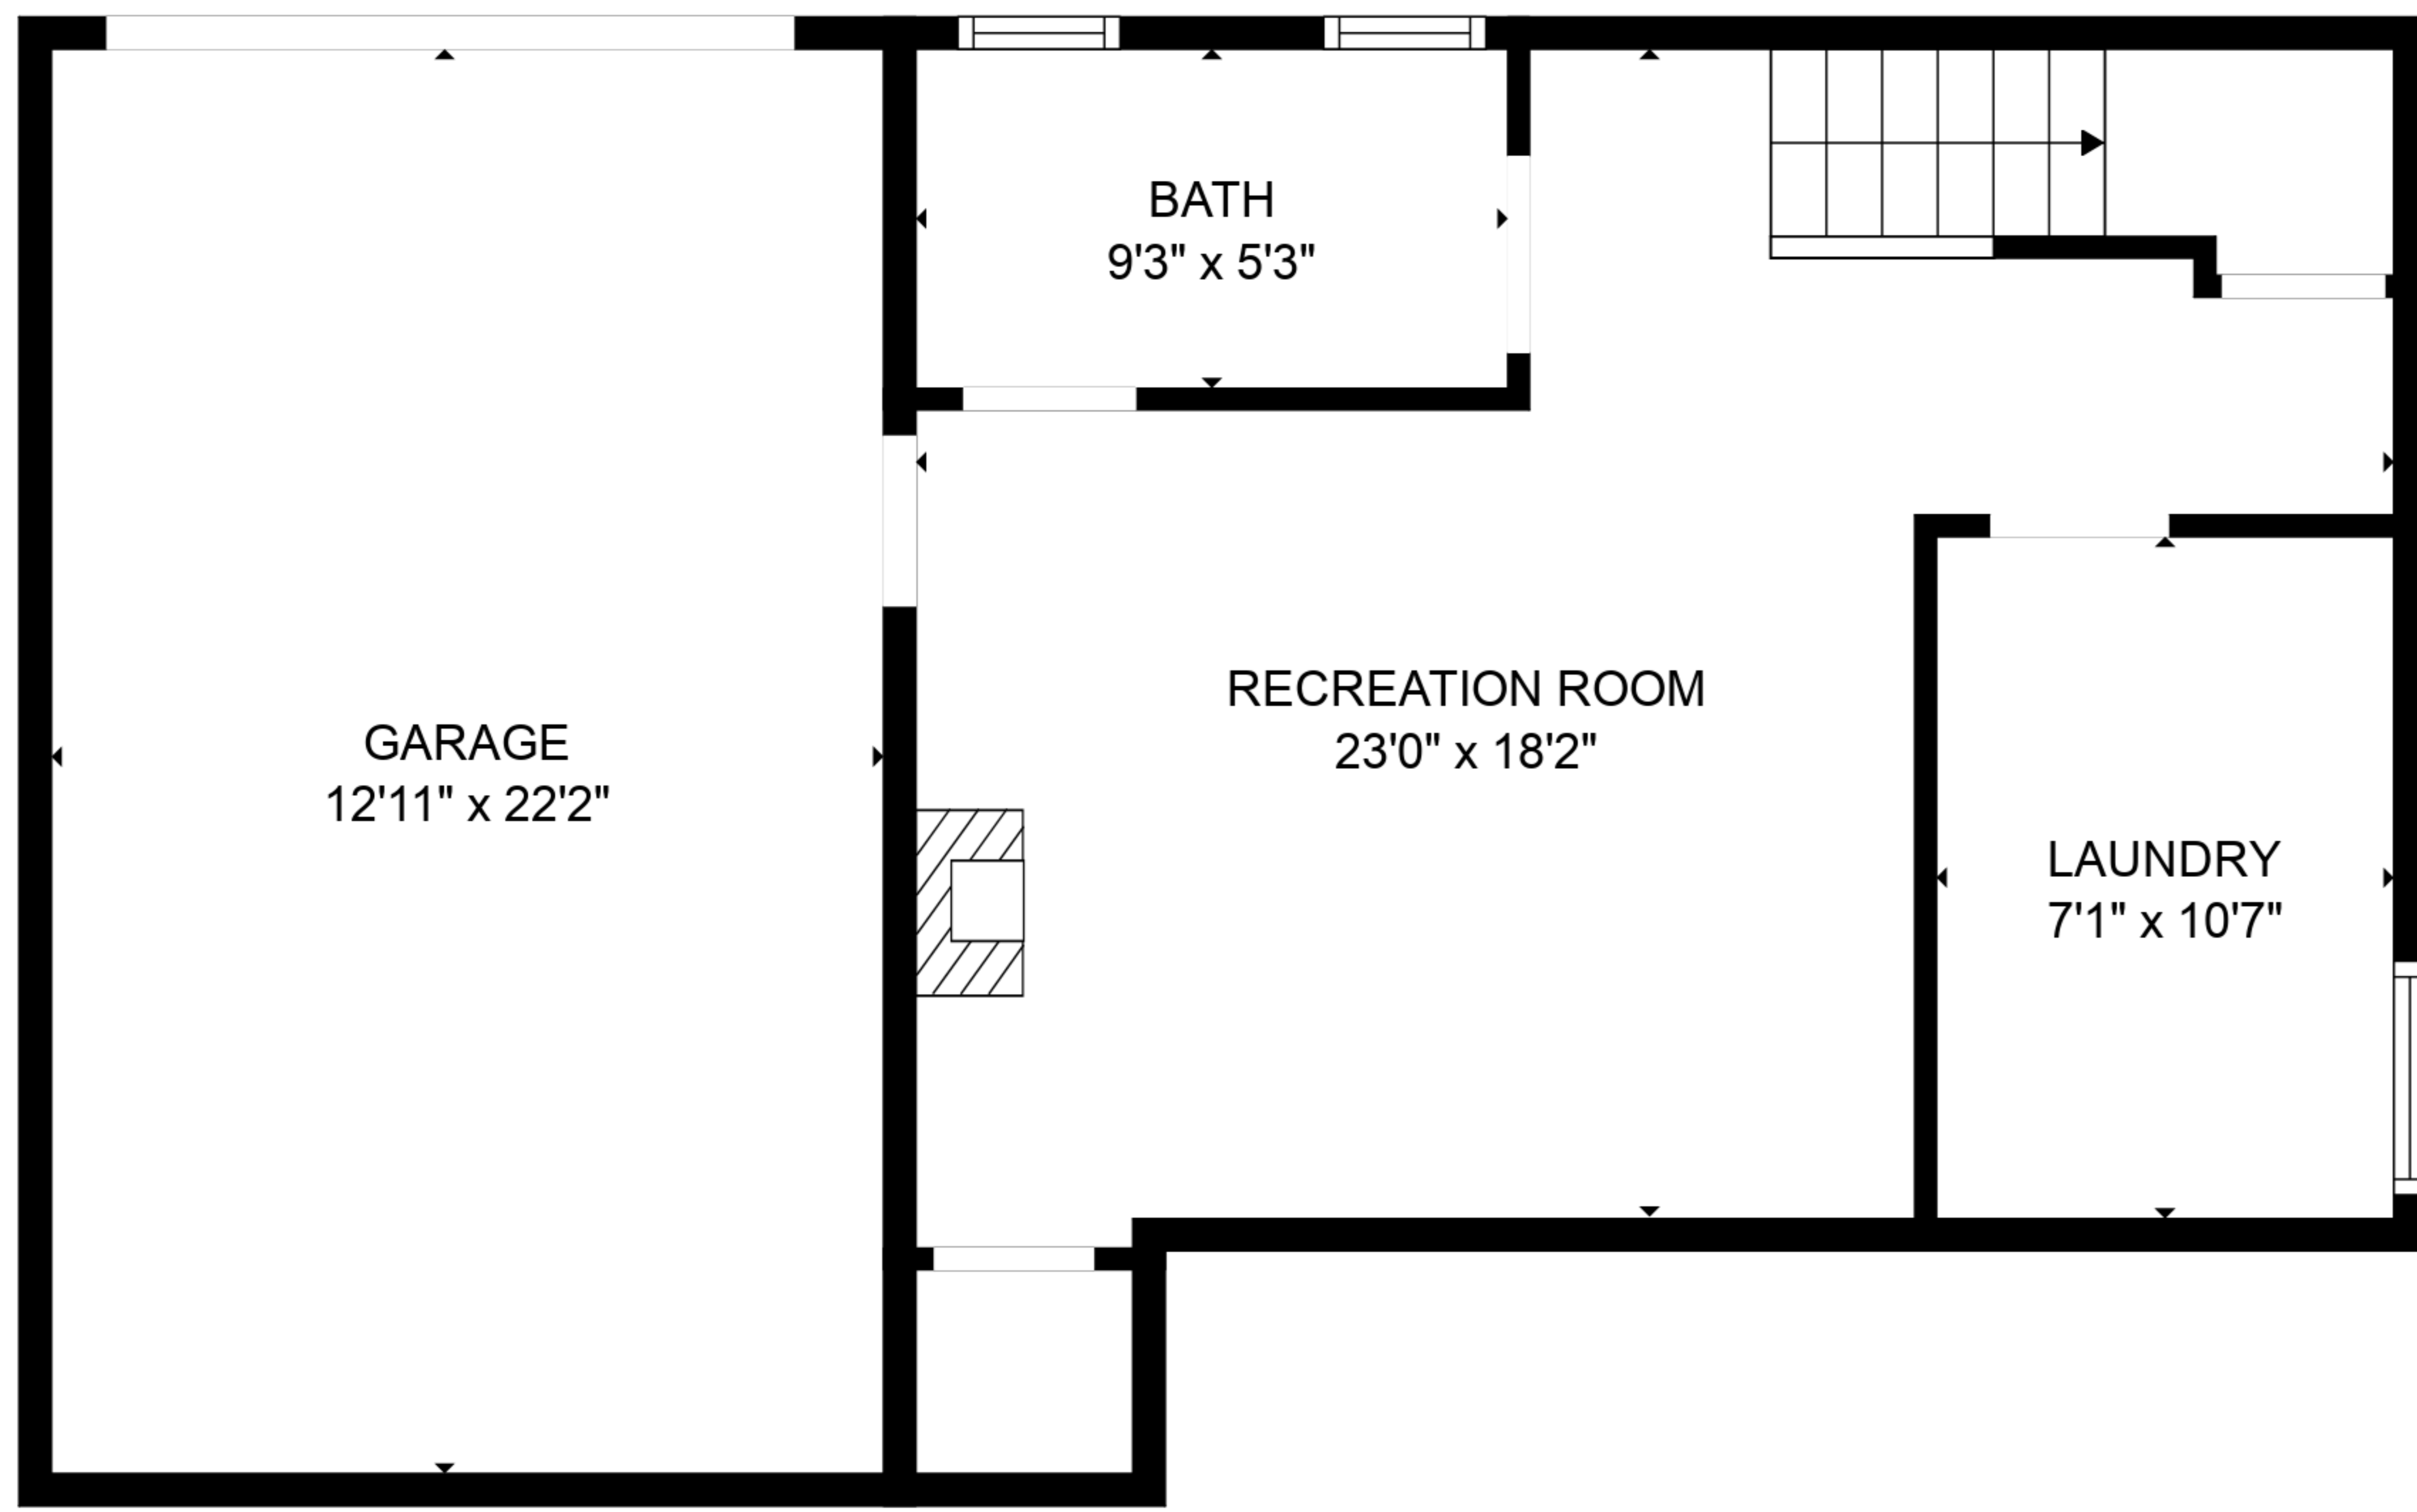 BATH
9'3" x 5'3"
RECREATION ROOM
23'0" x 18'2"
GARAGE
12'11" x 22'2"
LAUNDRY
7'1" x 10'7"